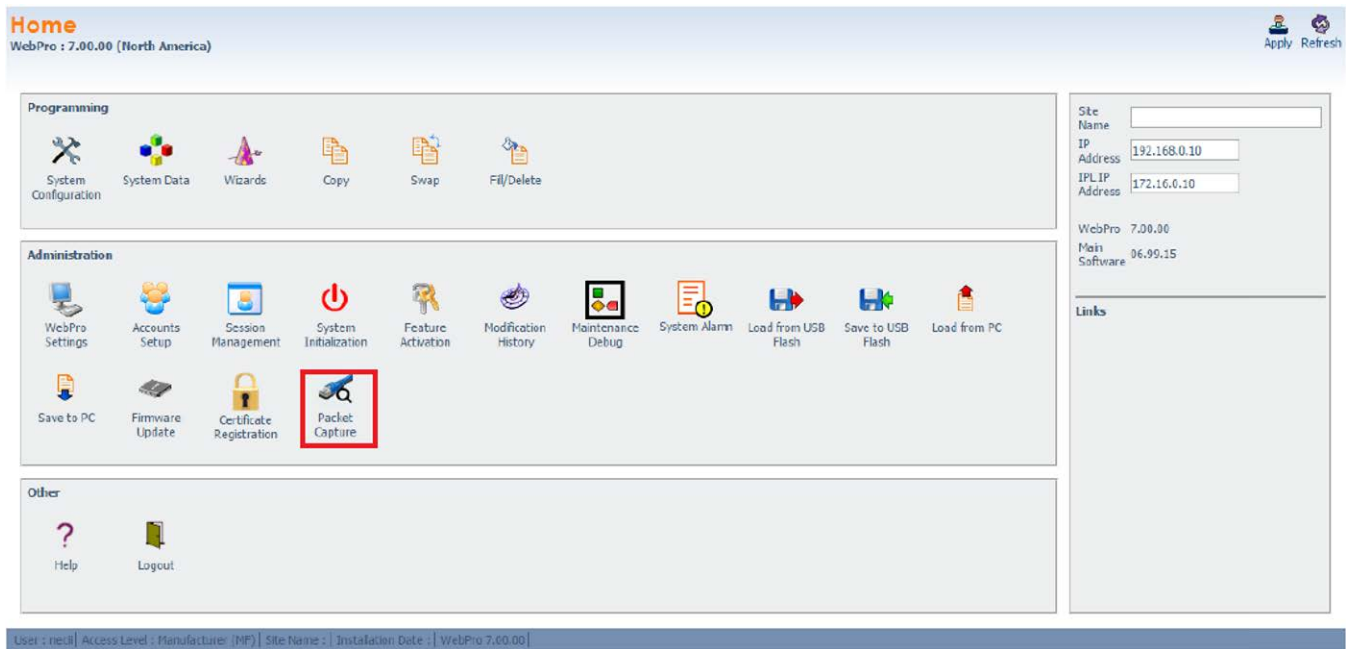 Home
WebPro : 7.00.00 (North America)
Apply Refresh
Programming
System Configuration
System Data
Wizards
Copy
Swap
Fill/Delete
Administration
WebPro Settings
Accounts Setup
Session Management
System Initialization
Feature Activation
Modification History
Maintenance Debug
System Alarm
Load from USB Flash
Save to USB Flash
Load from PC
Save to PC
Firmware Update
Certificate Registration
Packet Capture
Other
Help
Logout
Site Name
IP Address 192.168.0.10
IPL IP Address 172.16.0.10
WebPro 7.00.00
Main Software 06.99.15
Links
User : necii| Access Level : Manufacturer (MF)| Site Name : | Installation Date : | WebPro 7.00.00|